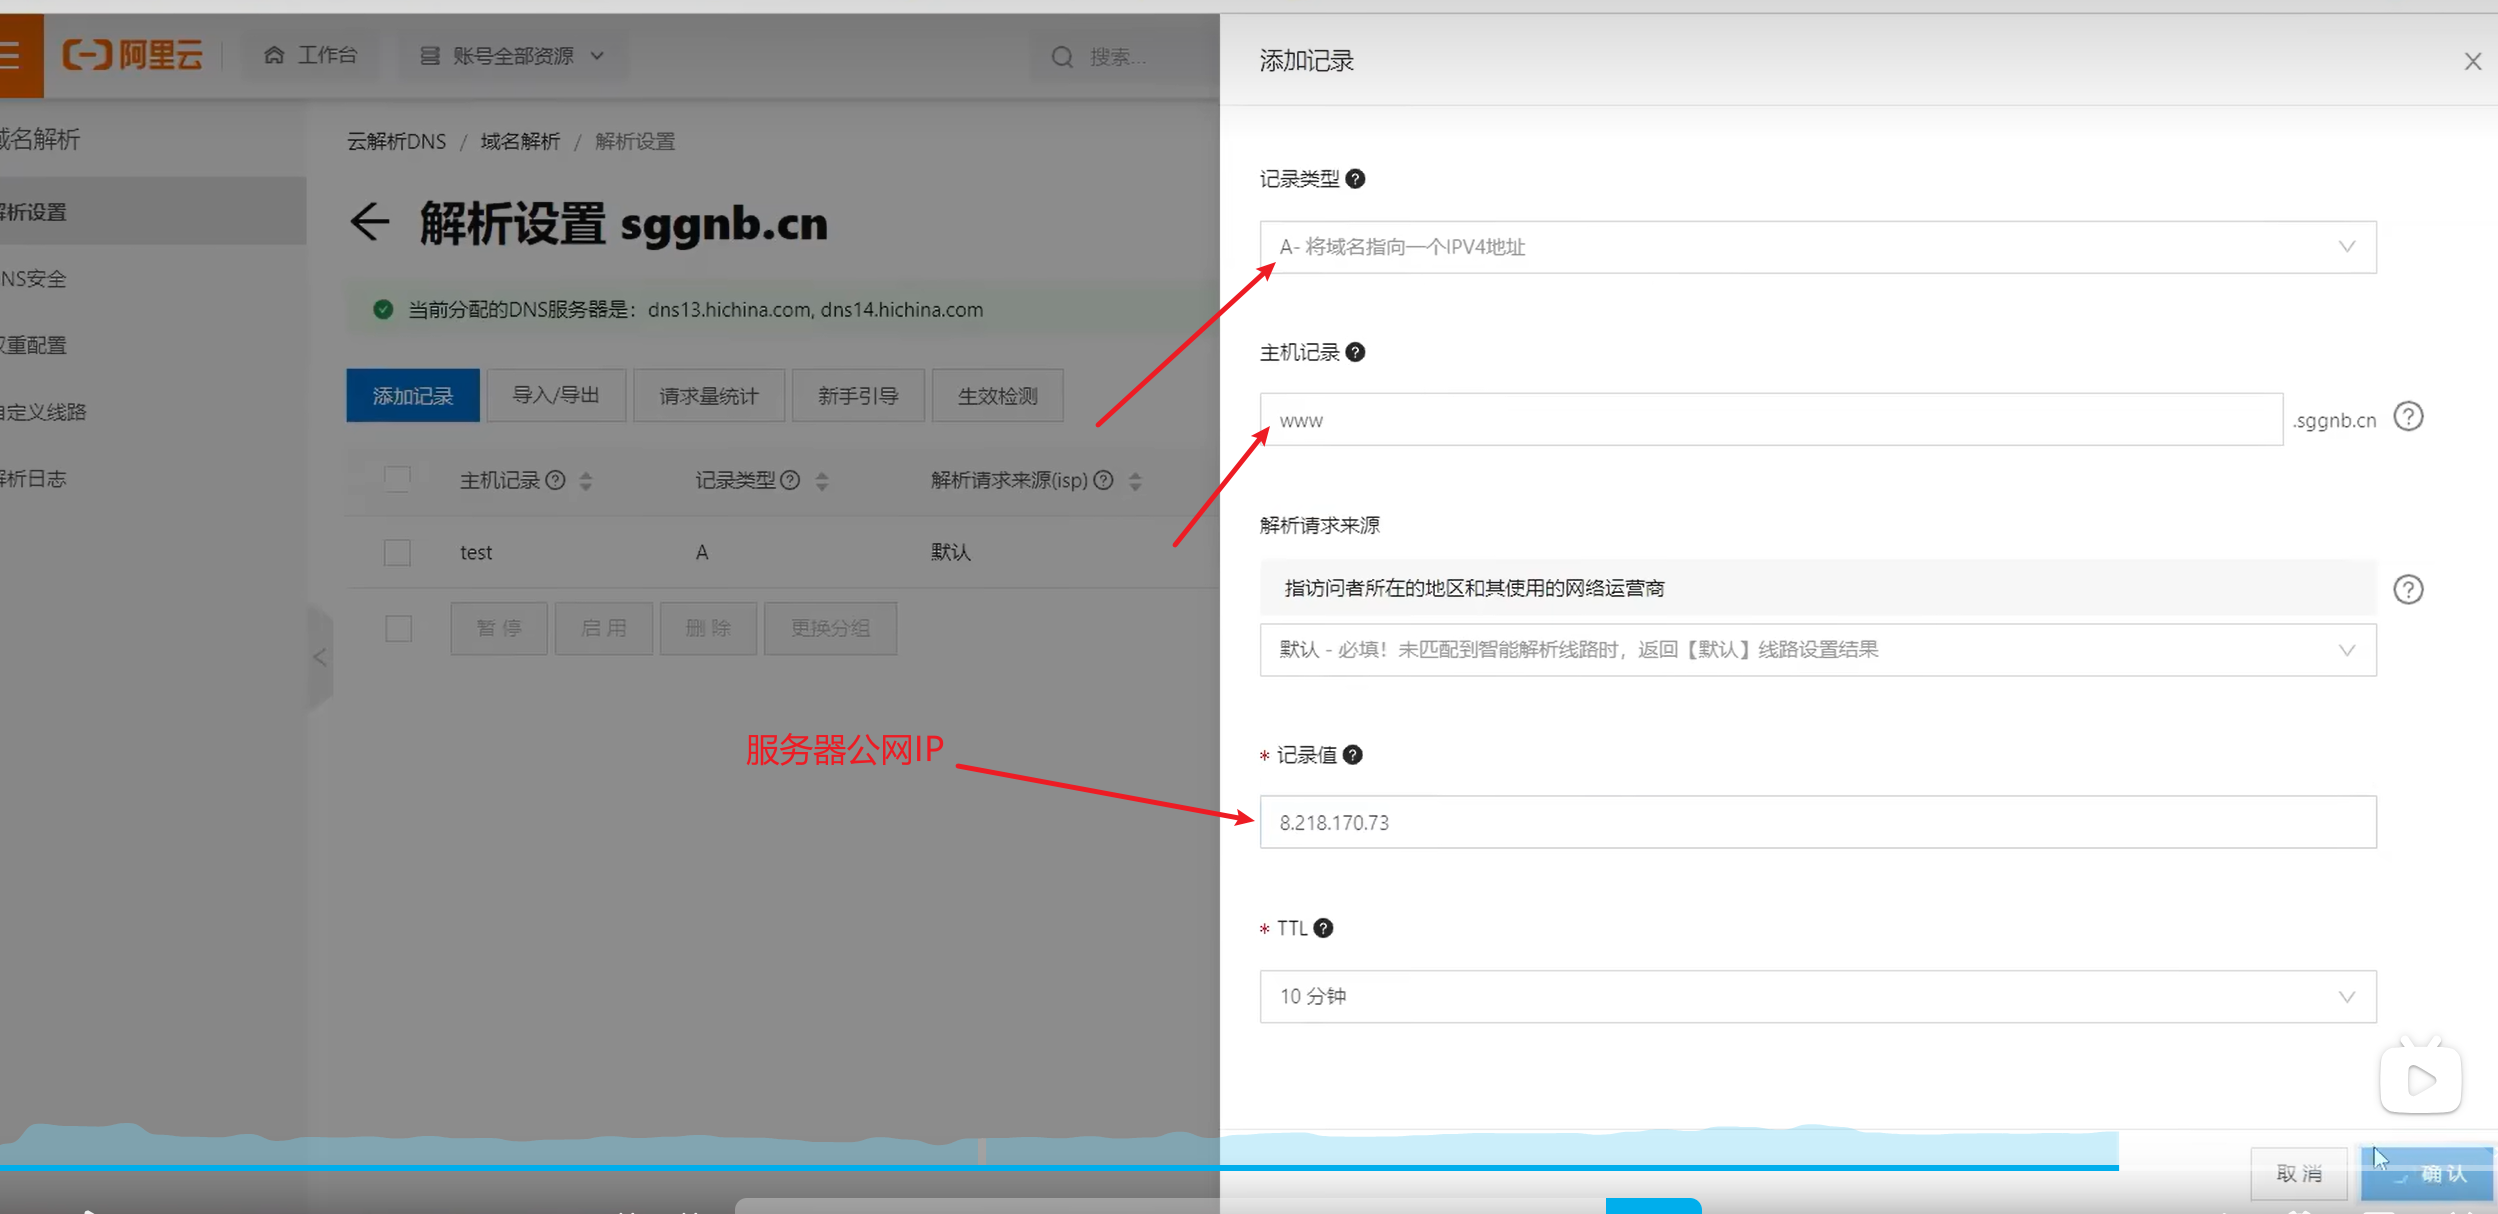 阿里云
工作台
账号全部资源
搜索...
域名解析
解析设置
DNS安全
权重配置
自定义线路
解析日志
云解析DNS / 域名解析 / 解析设置
解析设置 sggnb.cn
当前分配的DNS服务器是：dns13.hichina.com, dns14.hichina.com
添加记录 导入/导出 请求量统计 新手引导 生效检测
主机记录 记录类型 解析请求来源(isp)
test A 默认
暂 停 启 用 删 除 更换分组
服务器公网IP
添加记录
记录类型
A- 将域名指向一个IPV4地址
主机记录
www .sggnb.cn
解析请求来源
指访问者所在的地区和其使用的网络运营商
默认 - 必填！未匹配到智能解析线路时，返回【默认】线路设置结果
* 记录值
8.218.170.73
* TTL
10 分钟
取 消 确 认